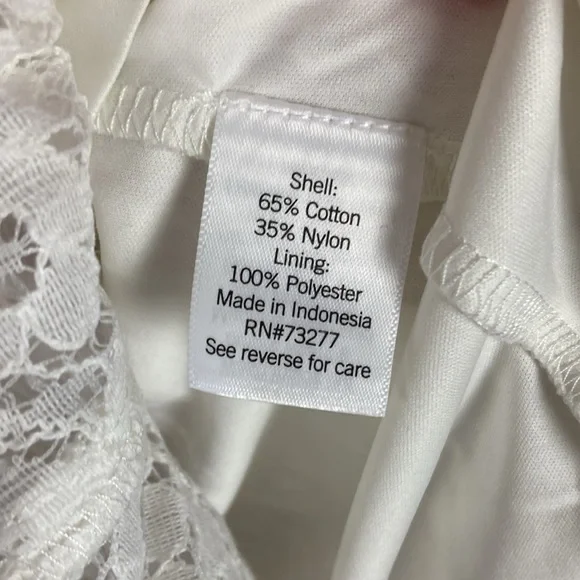 Shell:
65% Cotton
35% Nylon
Lining:
100% Polyester
Made in Indonesia
RN#73277
See reverse for care